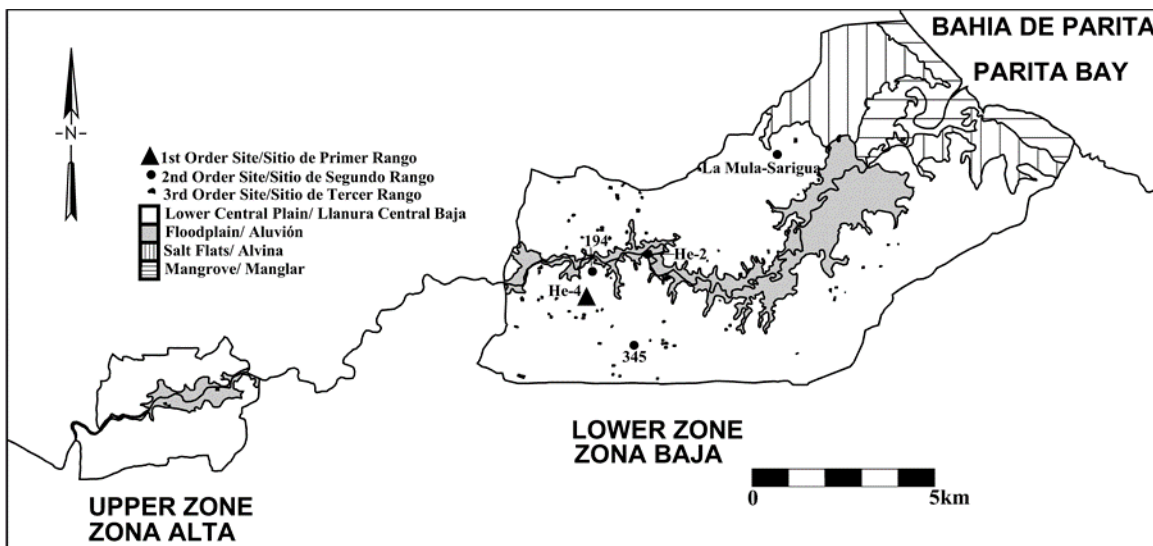 BAHIA DE PARITA
PARITA BAY
-N-
1st Order Site/Sitio de Primer Rango
2nd Order Site/Sitio de Segundo Rango
3rd Order Site/Sitio de Tercer Rango
Lower Central Plain/ Llanura Central Baja
Floodplain/ Aluvión
Salt Flats/ Alvina
Mangrove/ Manglar
La Mula-Sarigua
194
He-2
He-4
345
LOWER ZONE
ZONA BAJA
UPPER ZONE
ZONA ALTA
0 5km